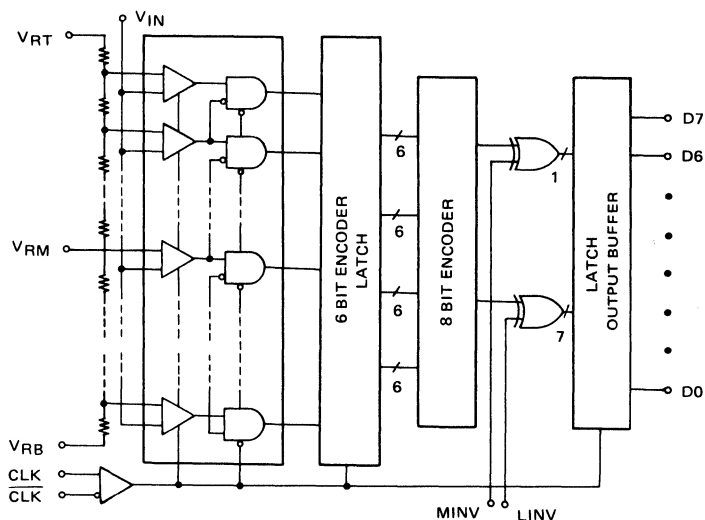 VIN
VRT
VRM
VRB
CLK
CLK
6 BIT ENCODER
LATCH
6
6
6
6
8 BIT ENCODER
1
7
MINV
LINV
LATCH
OUTPUT BUFFER
D7
D6
D0